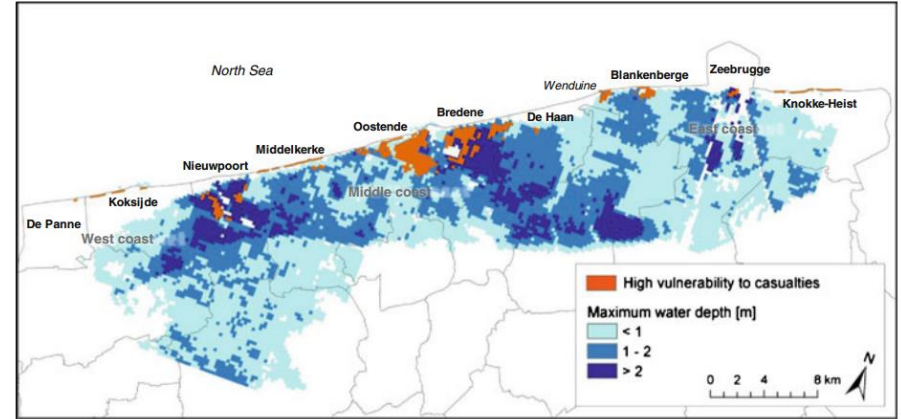 North Sea
Zeebrugge
Blankenberge
Wenduine
Knokke-Heist
Bredene
De Haan
East coast
Oostende
Middelkerke
Nieuwpoort
Middle coast
Koksijde
De Panne
West coast
High vulnerability to casualties
Maximum water depth [m]
< 1
1 - 2
> 2
N
0 2 4 8 km